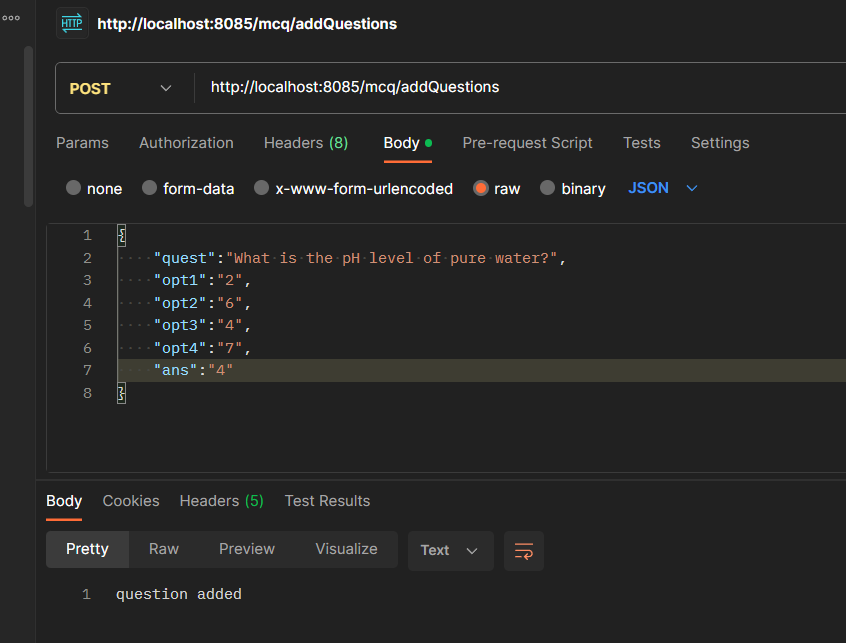 HTTP http://localhost:8085/mcq/addQuestions
POST http://localhost:8085/mcq/addQuestions
Params Authorization Headers (8) Body Pre-request Script Tests Settings
none form-data x-www-form-urlencoded raw binary JSON
1 {
2 "quest":"What is the pH level of pure water?",
3 "opt1":"2",
4 "opt2":"6",
5 "opt3":"4",
6 "opt4":"7",
7 "ans":"4"
8 }
Body Cookies Headers (5) Test Results
Pretty Raw Preview Visualize Text
1 question added